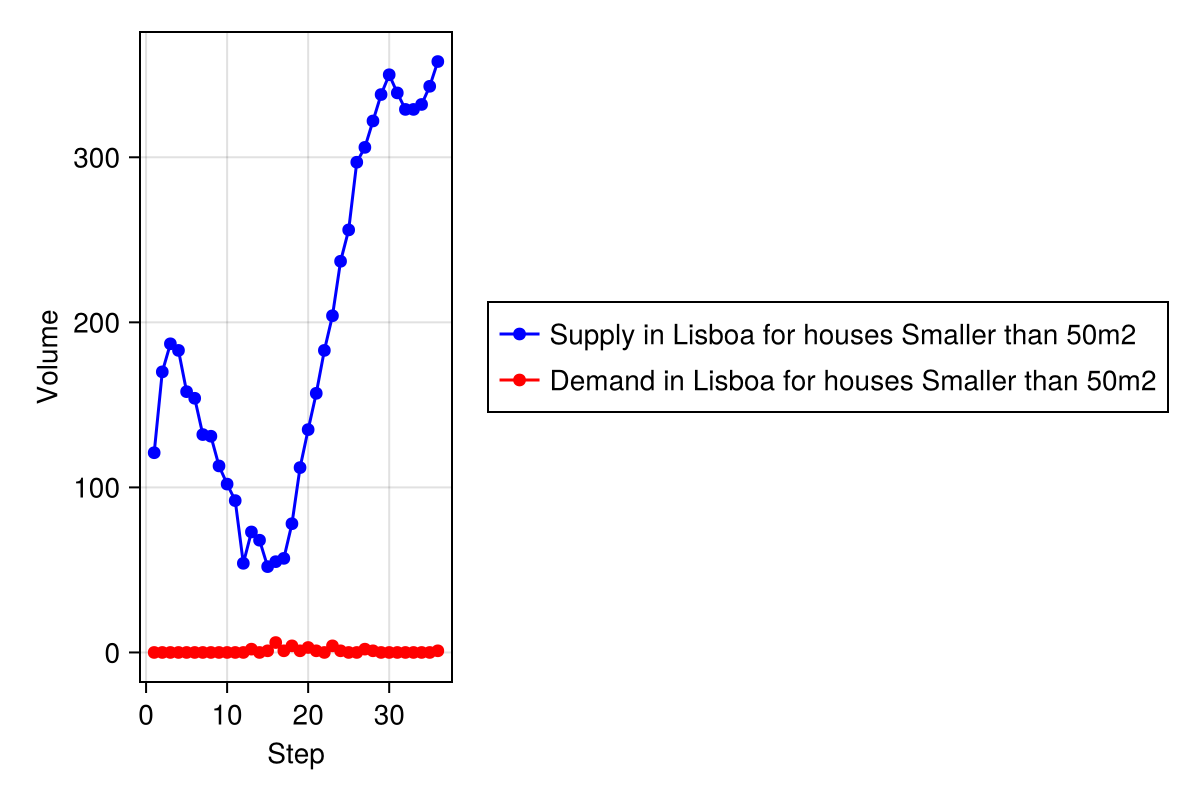 Volume
300
200
100
0
0 10 20 30
Step
Supply in Lisboa for houses Smaller than 50m2
Demand in Lisboa for houses Smaller than 50m2